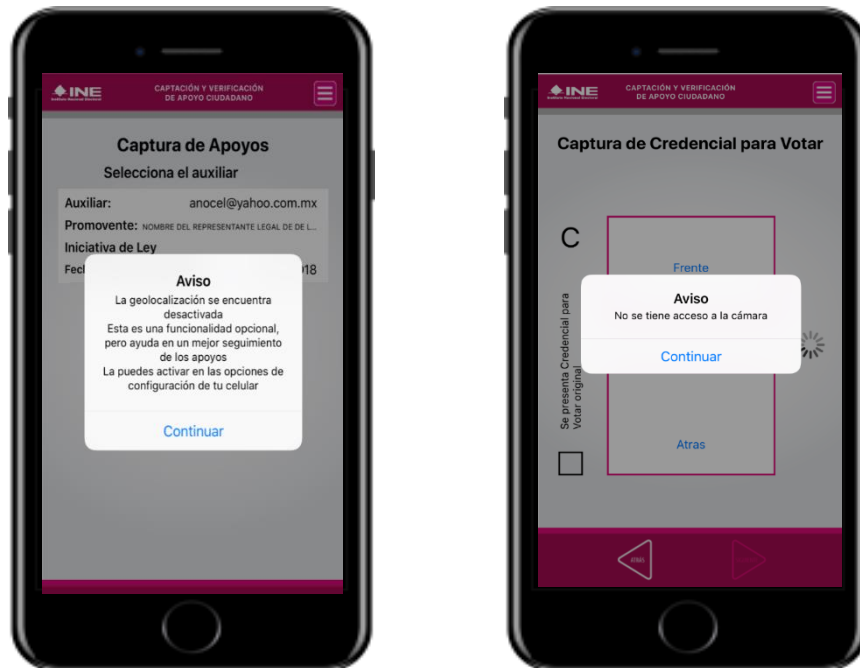 INE
CAPTACIÓN Y VERIFICACIÓN
DE APOYO CIUDADANO
Captura de Apoyos
Selecciona el auxiliar
Auxiliar: anocel@yahoo.com.mx
Promovente: NOMBRE DEL REPRESENTANTE LEGAL DE DE L...
Iniciativa de Ley
Fec 18
Aviso
La geolocalización se encuentra
desactivada
Esta es una funcionalidad opcional,
pero ayuda en un mejor seguimiento
de los apoyos
La puedes activar en las opciones de
configuración de tu celular
Continuar
INE
CAPTACIÓN Y VERIFICACIÓN
DE APOYO CIUDADANO
Captura de Credencial para Votar
C
Frente
Se presenta Credencial para
Votar original
Aviso
No se tiene acceso a la cámara
Continuar
Atras
ATRÁS